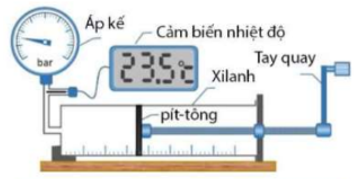 Áp kế
Cảm biến nhiệt độ
bar
23.5°c
Tay quay
Xilanh
pít-tông